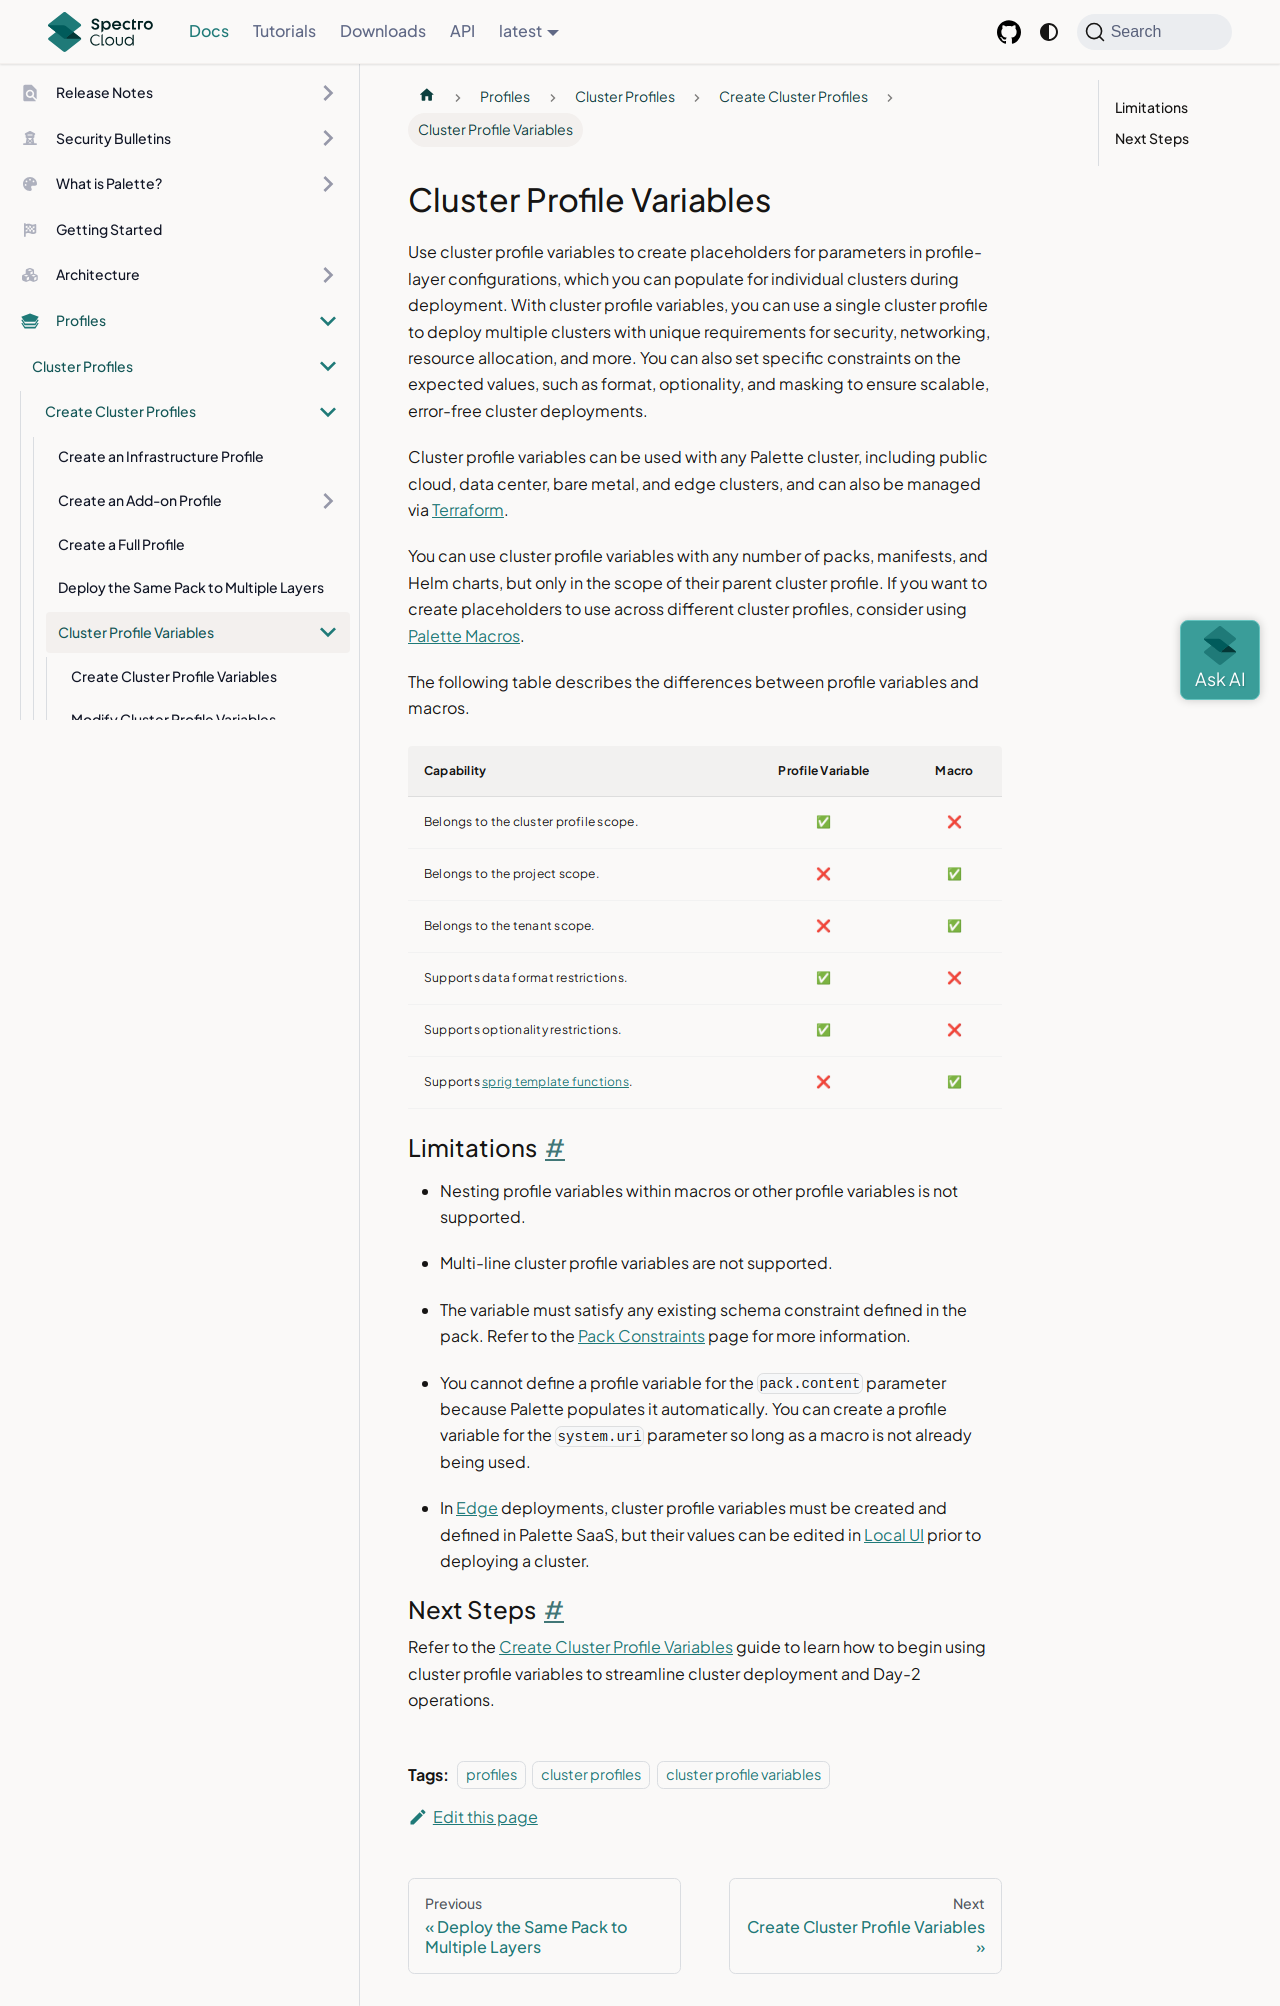 Spectro
Cloud
Docs
Tutorials
Downloads
API
latest
Search
Release Notes
Security Bulletins
What is Palette?
Getting Started
Architecture
Profiles
Cluster Profiles
Create Cluster Profiles
Create an Infrastructure Profile
Create an Add-on Profile
Create a Full Profile
Deploy the Same Pack to Multiple Layers
Cluster Profile Variables
Create Cluster Profile Variables
Modify Cluster Profile Variables
Profiles
Cluster Profiles
Create Cluster Profiles
Cluster Profile Variables
Cluster Profile Variables
Use cluster profile variables to create placeholders for parameters in profile-
layer configurations, which you can populate for individual clusters during
deployment. With cluster profile variables, you can use a single cluster profile
to deploy multiple clusters with unique requirements for security, networking,
resource allocation, and more. You can also set specific constraints on the
expected values, such as format, optionality, and masking to ensure scalable,
error-free cluster deployments.
Cluster profile variables can be used with any Palette cluster, including public
cloud, data center, bare metal, and edge clusters, and can also be managed
via Terraform.
You can use cluster profile variables with any number of packs, manifests, and
Helm charts, but only in the scope of their parent cluster profile. If you want to
create placeholders to use across different cluster profiles, consider using
Palette Macros.
The following table describes the differences between profile variables and
macros.
Capability Profile Variable Macro
Belongs to the cluster profile scope. ✅ ❌
Belongs to the project scope. ❌ ✅
Belongs to the tenant scope. ❌ ✅
Supports data format restrictions. ✅ ❌
Supports optionality restrictions. ✅ ❌
Supports sprig template functions. ❌ ✅
Limitations #
Nesting profile variables within macros or other profile variables is not
supported.
Multi-line cluster profile variables are not supported.
The variable must satisfy any existing schema constraint defined in the
pack. Refer to the Pack Constraints page for more information.
You cannot define a profile variable for the pack.content parameter
because Palette populates it automatically. You can create a profile
variable for the system.uri parameter so long as a macro is not already
being used.
In Edge deployments, cluster profile variables must be created and
defined in Palette SaaS, but their values can be edited in Local UI prior to
deploying a cluster.
Next Steps #
Refer to the Create Cluster Profile Variables guide to learn how to begin using
cluster profile variables to streamline cluster deployment and Day-2
operations.
Tags: profiles cluster profiles cluster profile variables
Edit this page
Previous
« Deploy the Same Pack to
Multiple Layers
Next
Create Cluster Profile Variables
»
Limitations
Next Steps
Ask AI